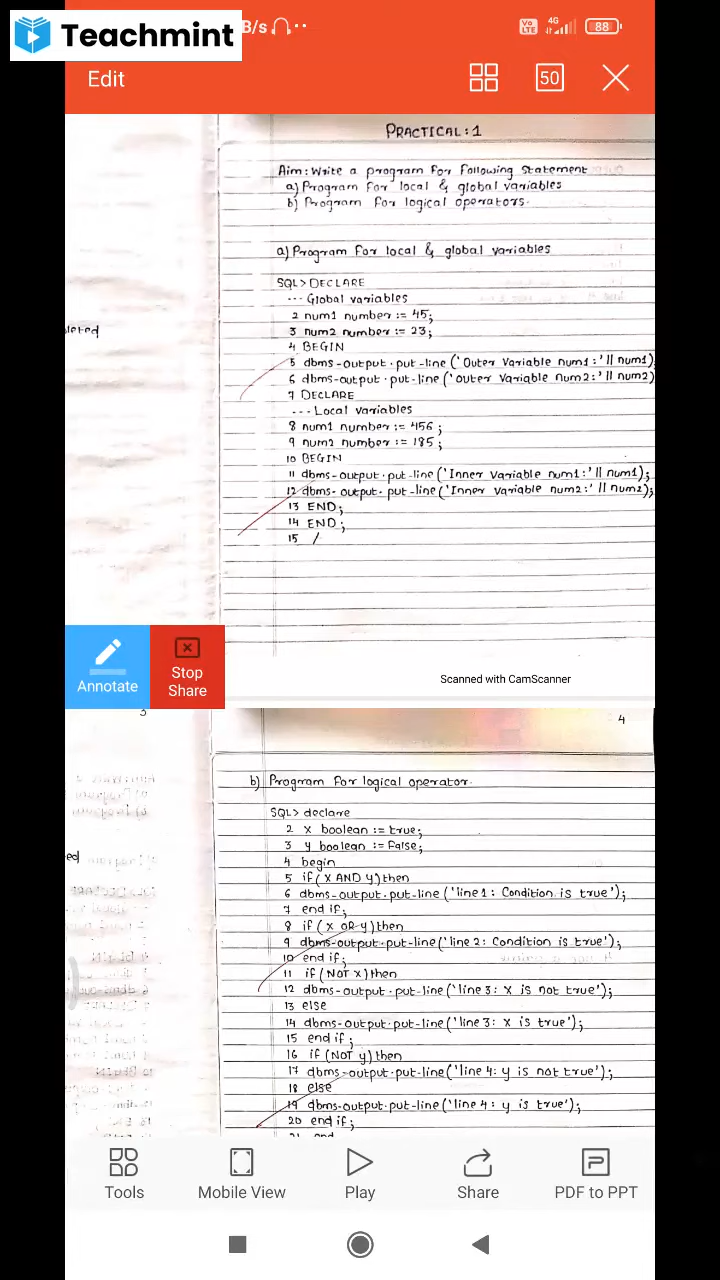 Teachmint
B/s
Vo LTE
4G
88
Edit
50
PRACTICAL:1
Aim: Write a program for following statement
a) Program for local & global variables
b) Program for logical operators.
a) Program for local & global variables
SQL> DECLARE
--- Global variables
2 num1 number := 45;
3 num2 number := 23;
4 BEGIN
5 dbms-output.put-line ('Outer Variable num1:' || num1)
6 dbms-output.put-line ('outer Variable num2:' || num2)
7 DECLARE
--- Local variables
8 num1 number := 456;
9 num2 number := 185;
10 BEGIN
11 dbms-output.put-line ('Inner Variable num1:' || num1);
12 dbms-output.put-line ('Inner Variable num2:' || num2);
13 END;
14 END;
15 /
Annotate
Stop Share
Scanned with CamScanner
3
4
b) Program for logical operator.
SQL> declare
2 x boolean := true;
3 y boolean := false;
4 begin
5 if (x AND y) then
6 dbms-output.put-line ('line 1: Condition is true');
7 end if;
8 if (x OR y) then
9 dbms-output.put-line ('line 2: Condition is true');
10 end if;
11 if (NOT x) then
12 dbms-output.put-line ('line 3: x is not true');
13 else
14 dbms-output.put-line ('line 3: x is true');
15 end if;
16 if (NOT y) then
17 dbms-output.put-line ('line 4: y is not true');
18 else
19 dbms-output.put-line ('line 4: y is true');
20 end if;
Tools
Mobile View
Play
Share
PDF to PPT